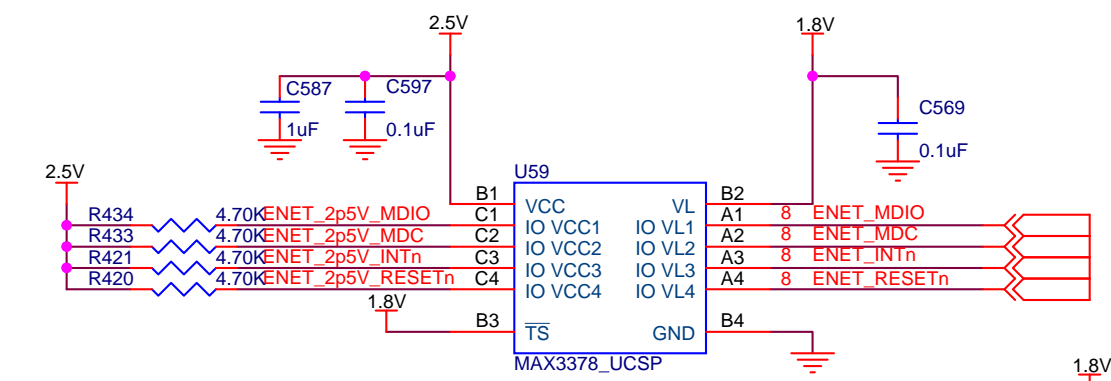 2.5V
1.8V
C587
C597
1uF
0.1uF
C569
0.1uF
2.5V
U59
B1
VCC
VL
B2
R434 4.70K ENET_2p5V_MDIO C1 IO VCC1 IO VL1 A1 8 ENET_MDIO
R433 4.70K ENET_2p5V_MDC C2 IO VCC2 IO VL2 A2 8 ENET_MDC
R421 4.70K ENET_2p5V_INTn C3 IO VCC3 IO VL3 A3 8 ENET_INTn
R420 4.70K ENET_2p5V_RESETn C4 IO VCC4 IO VL4 A4 8 ENET_RESETn
1.8V
B3 TS GND B4
MAX3378_UCSP
1.8V